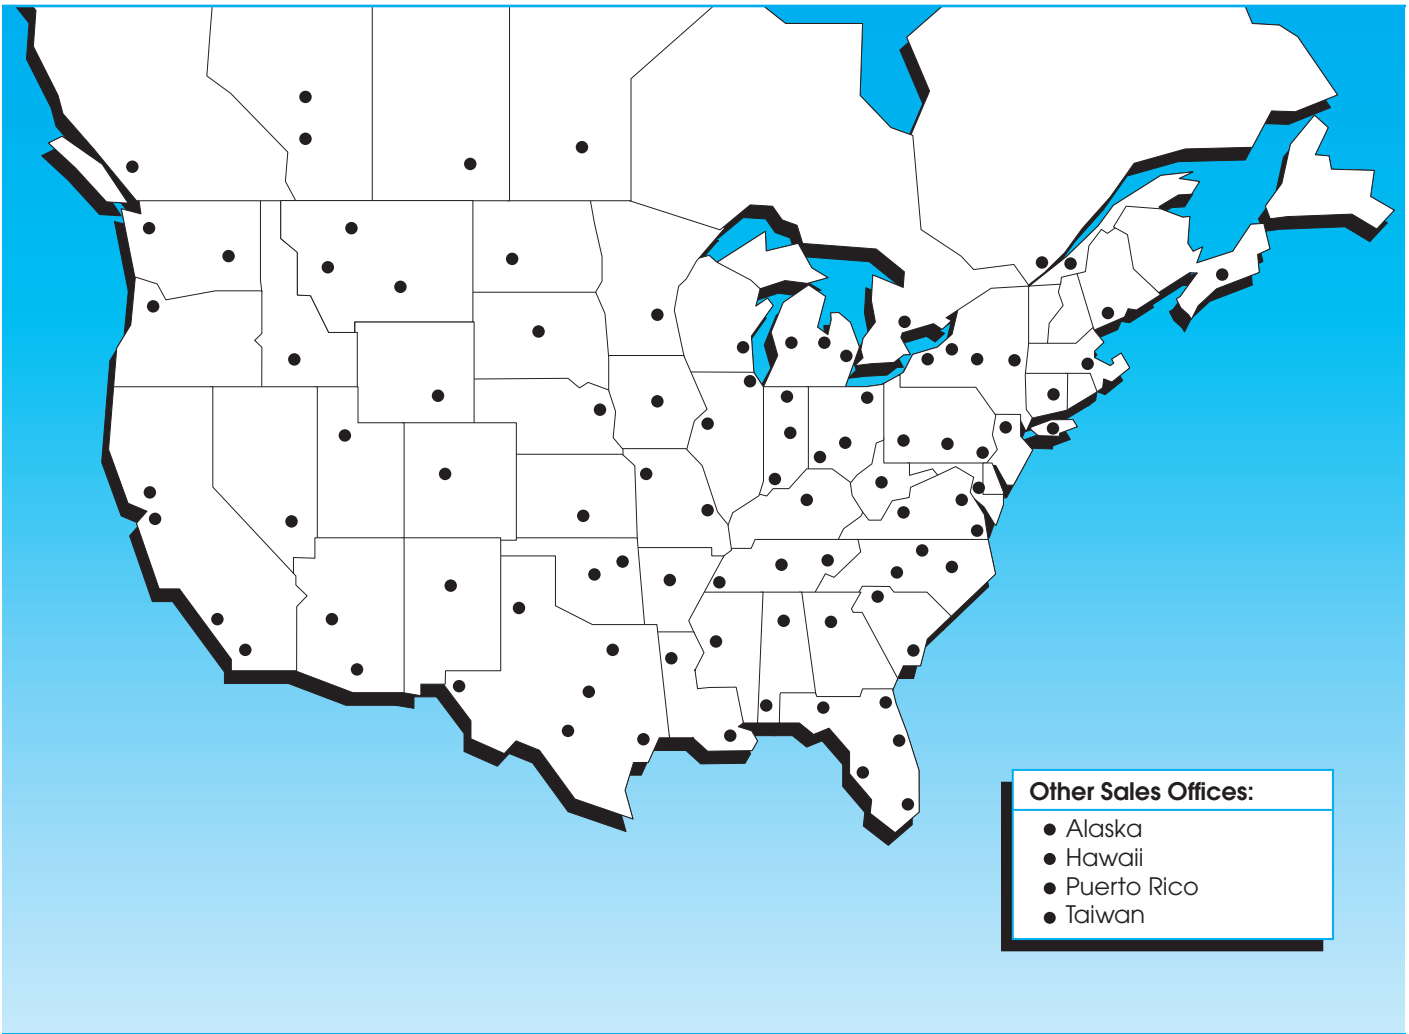 Other Sales Offices:
● Alaska
● Hawaii
● Puerto Rico
● Taiwan